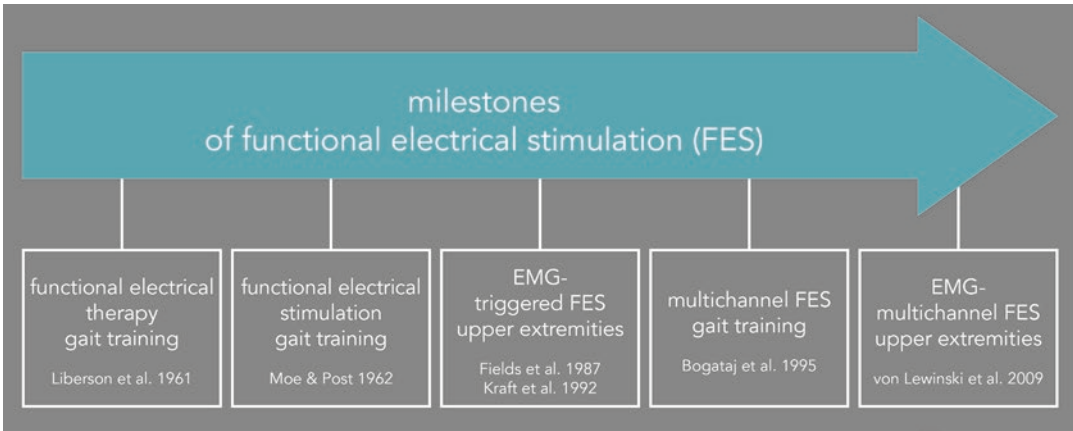 milestones
of functional electrical stimulation (FES)
functional electrical
therapy
gait training
Liberson et al. 1961
functional electrical
stimulation
gait training
Moe & Post 1962
EMG-
triggered FES
upper extremities
Fields et al. 1987
Kraft et al. 1992
multichannel FES
gait training
Bogataj et al. 1995
EMG-
multichannel FES
upper extremities
von Lewinski et al. 2009